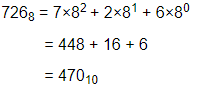 726₈ = 7×8² + 2×8¹ + 6×8⁰
= 448 + 16 + 6
= 470₁₀